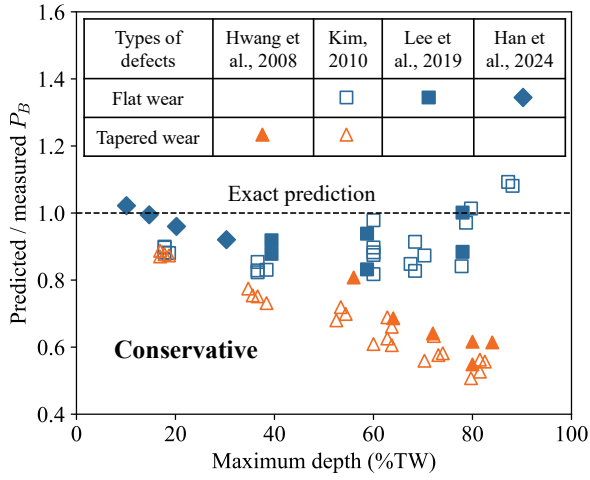 1.6
1.4
1.2
1.0
0.8
0.6
0.4
Predicted / measured P_B
Types of defects
Hwang et al., 2008
Kim, 2010
Lee et al., 2019
Han et al., 2024
Flat wear
Tapered wear
Exact prediction
Conservative
0 20 40 60 80 100
Maximum depth (%TW)